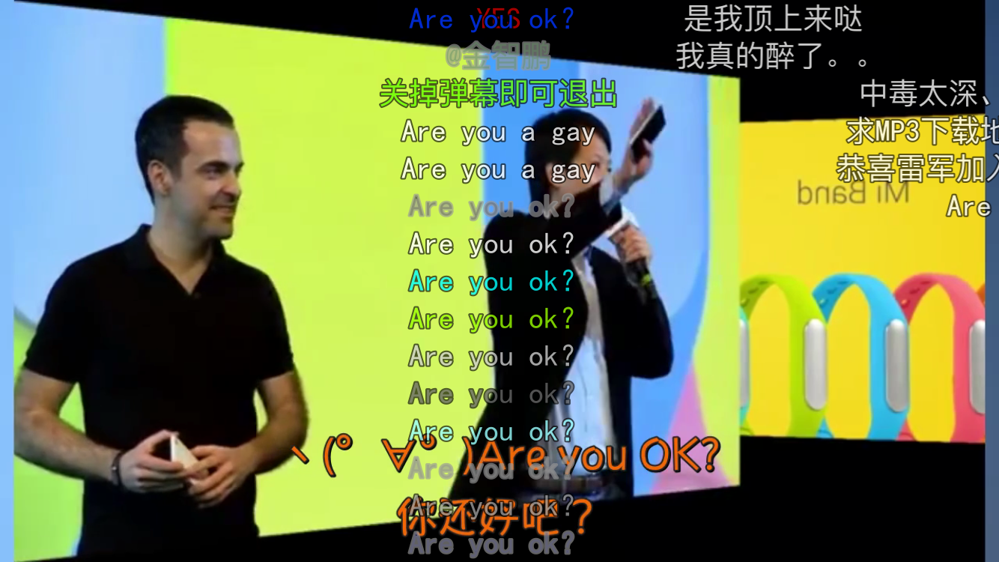 Are you ok?
YES
是我顶上来哒
@金智鹏
我真的醉了。。
关掉弹幕即可退出
中毒太深、
Are you a gay
求MP3下载地
Are you a gay
恭喜雷军加入
Mi Band
Are you ok?
Are
Are you ok?
Are you ok?
Are you ok?
Are you ok?
Are you ok?
Are you ok?
丶(°∀°)Are you OK?
Are you ok?
你还好吧？
Are you ok?
Are you ok?